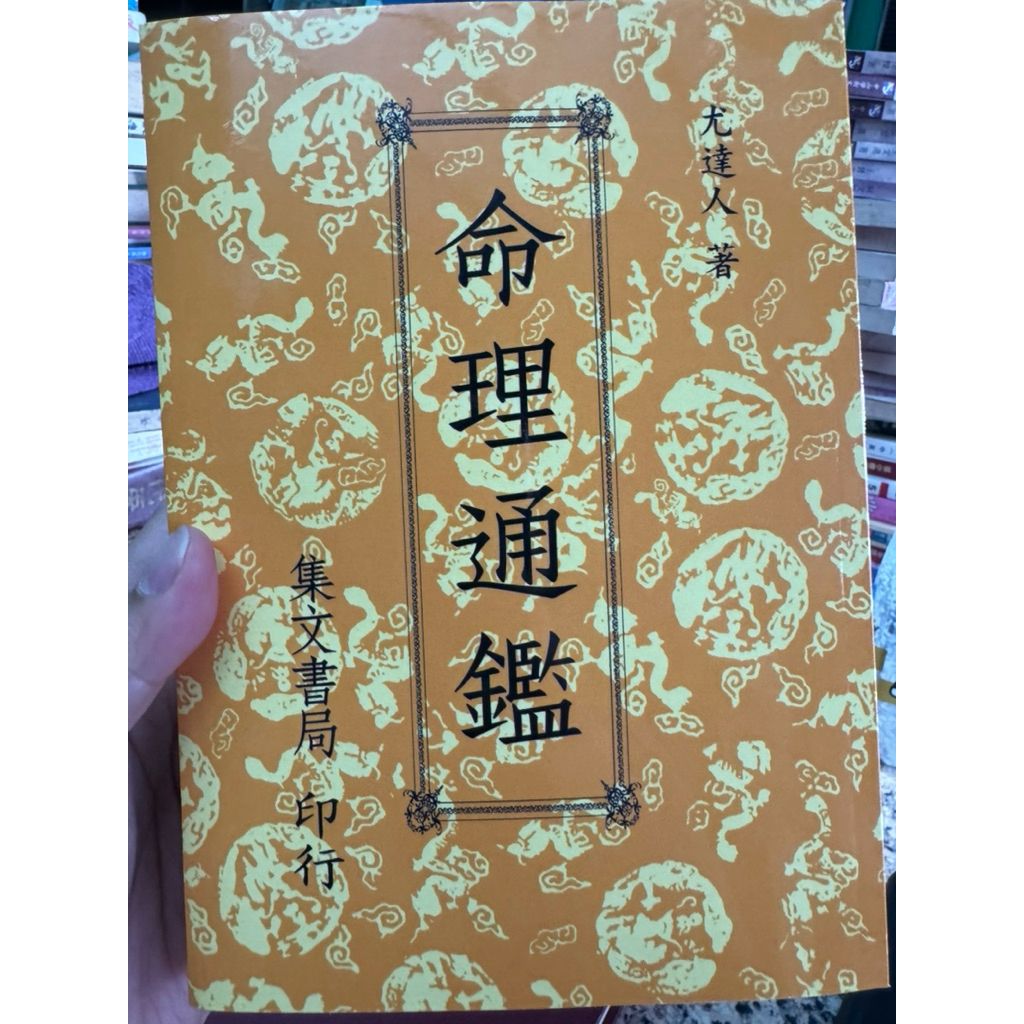 尤達人 著
命理通鑑
集文書局 印行